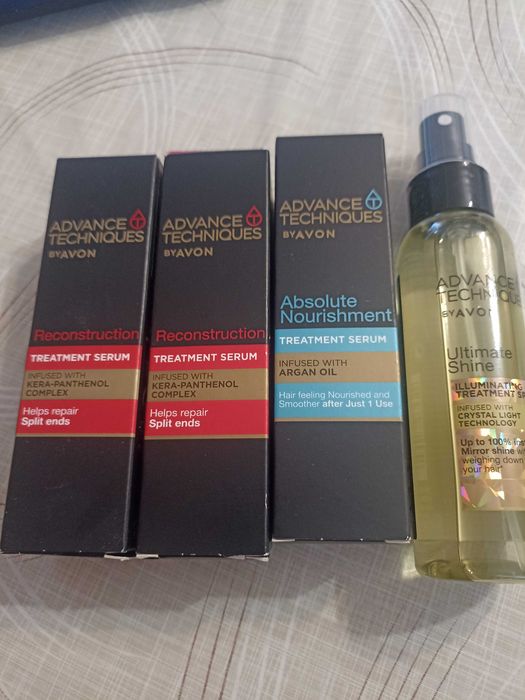 ADVANCE
TECHNIQUES
BY AVON
Reconstruction
TREATMENT SERUM
INFUSED WITH
KERA-PANTHENOL
COMPLEX
Helps repair
Split ends
ADVANCE
TECHNIQUES
BY AVON
Reconstruction
TREATMENT SERUM
INFUSED WITH
KERA-PANTHENOL
COMPLEX
Helps repair
Split ends
ADVANCE
TECHNIQUES
BY AVON
Absolute
Nourishment
TREATMENT SERUM
INFUSED WITH
ARGAN OIL
Hair feeling Nourished and
Smoother after Just 1 Use
ADVANCE
TECHNIQUE
BY AVON
Ultimate
Shine
ILLUMINATING
TREATMENT
INFUSED WITH
CRYSTAL LIGHT
TECHNOLOGY
Up to 100%
Mirror shine
weighing down
your hair